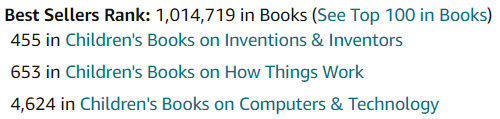 Best Sellers Rank: 1,014,719 in Books (See Top 100 in Books)
455 in Children's Books on Inventions & Inventors
653 in Children's Books on How Things Work
4,624 in Children's Books on Computers & Technology